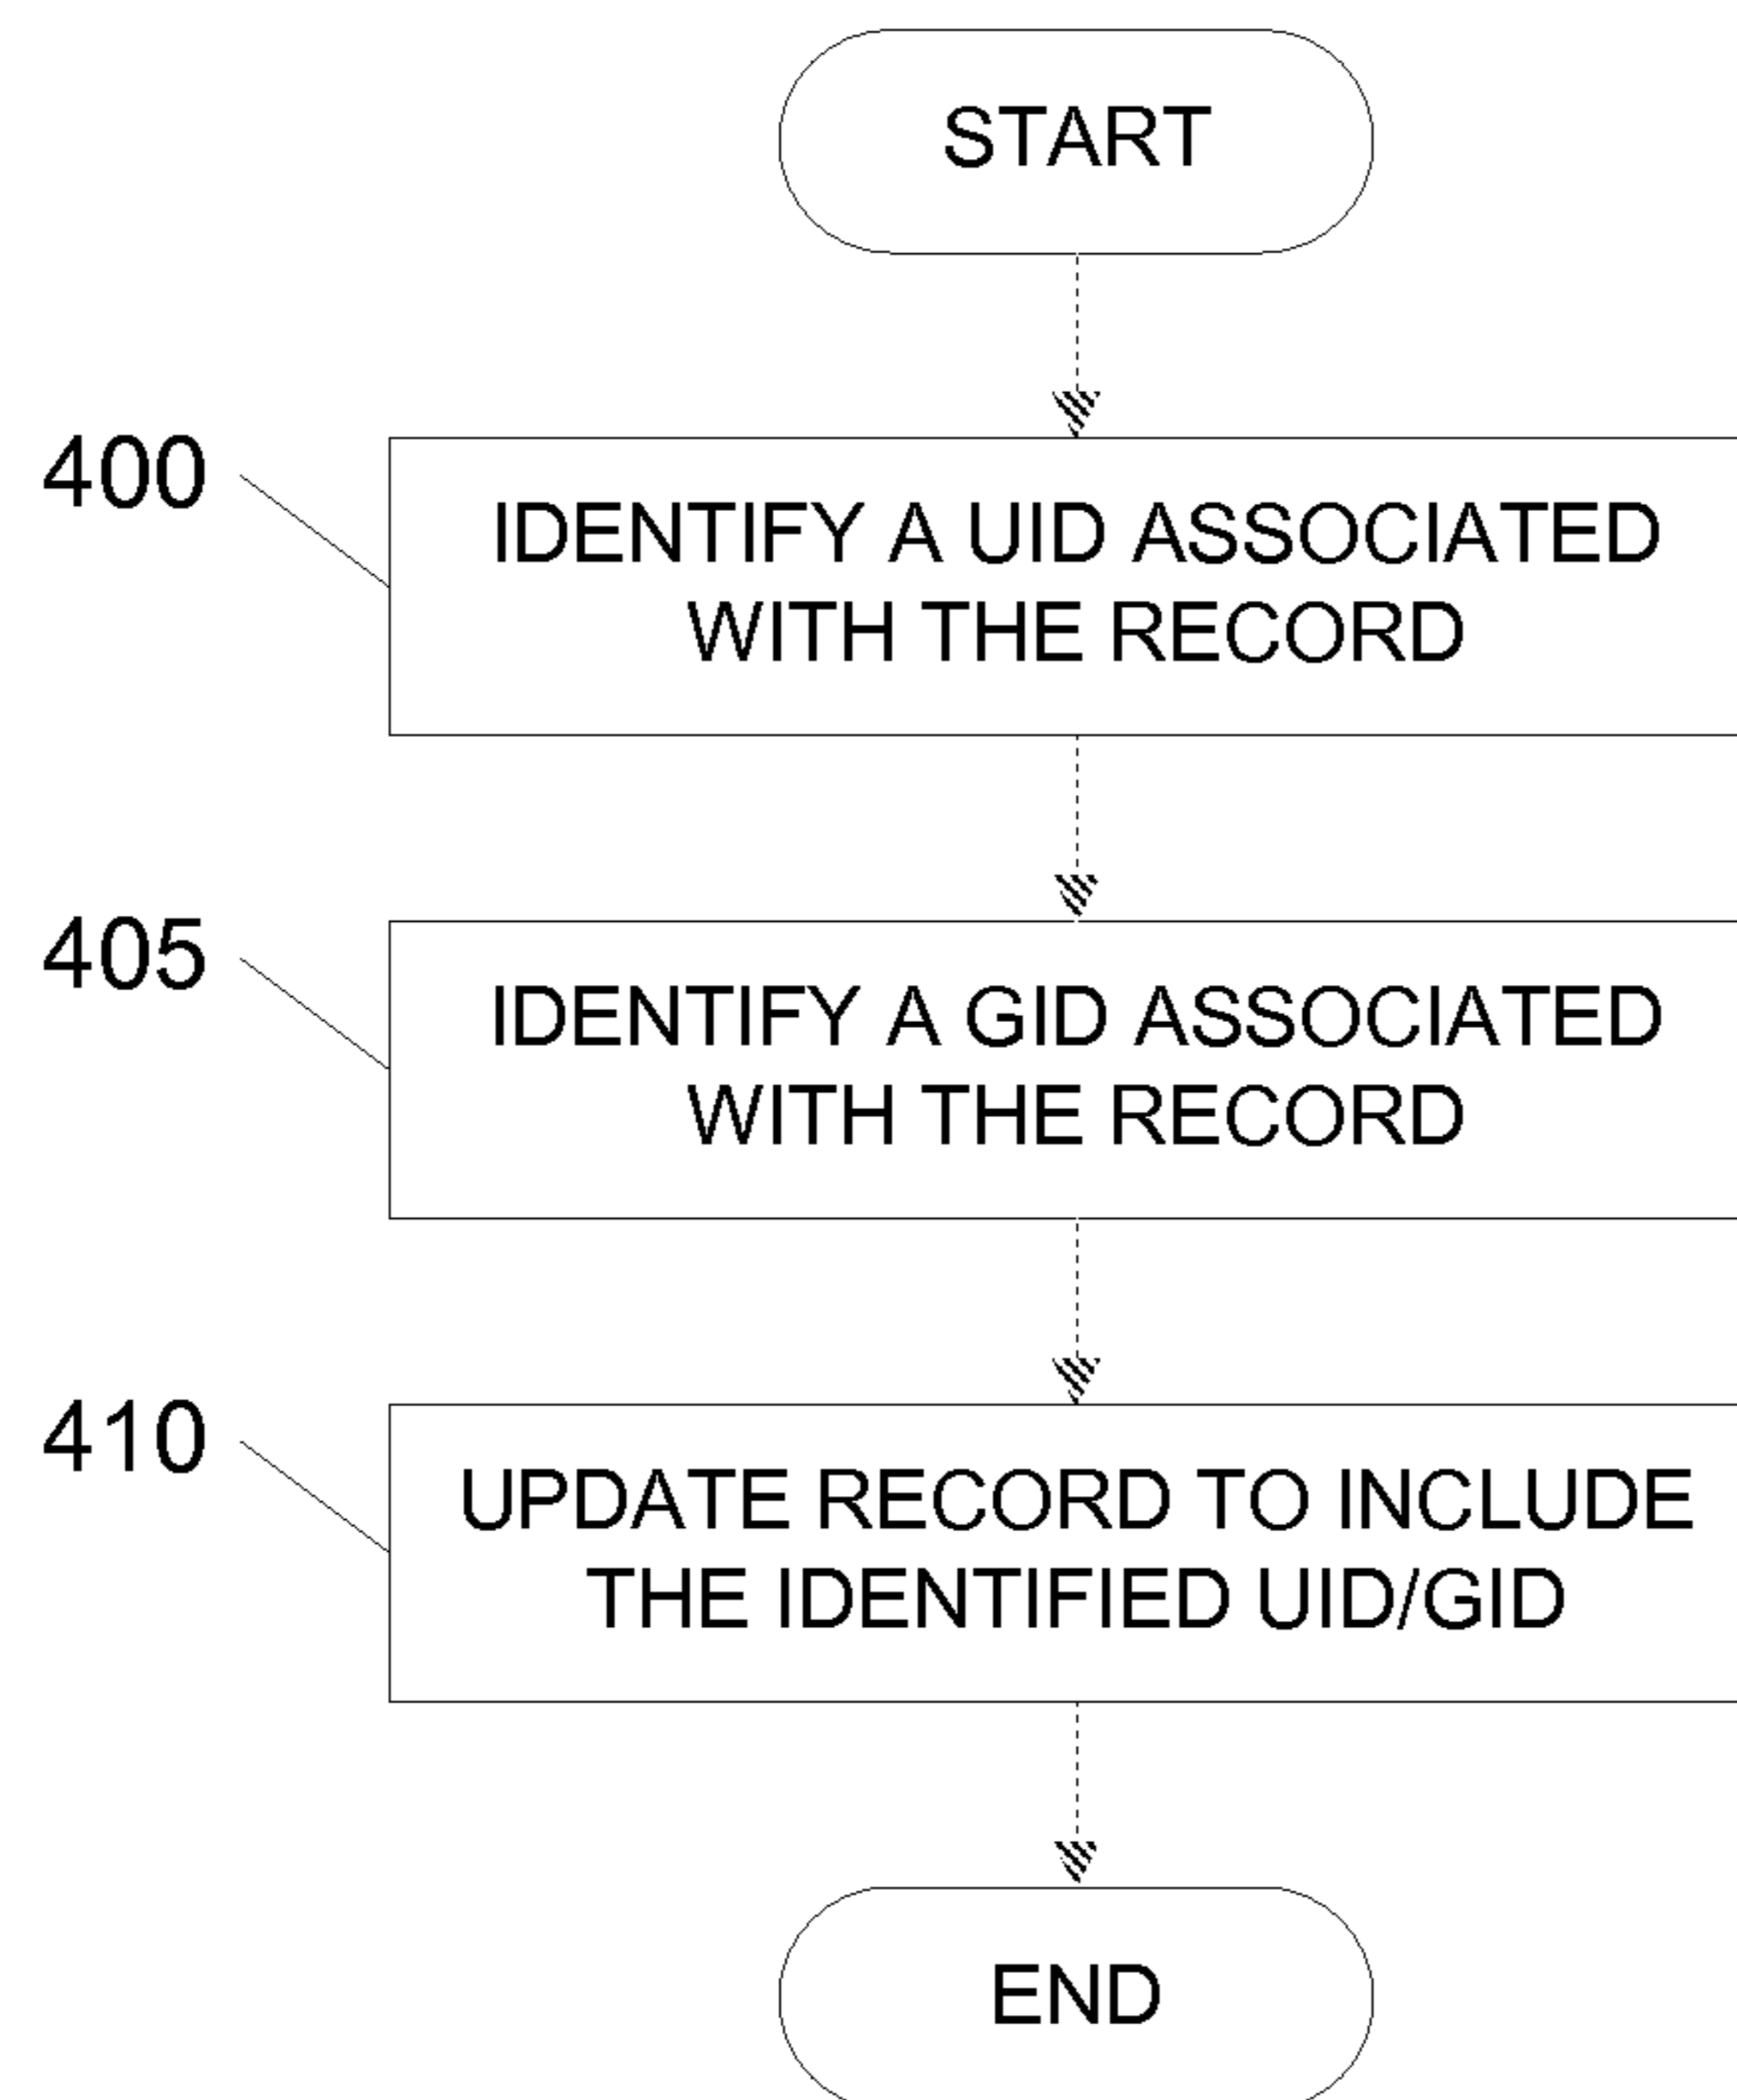 START
400
IDENTIFY A UID ASSOCIATED
WITH THE RECORD
405
IDENTIFY A GID ASSOCIATED
WITH THE RECORD
410
UPDATE RECORD TO INCLUDE
THE IDENTIFIED UID/GID
END